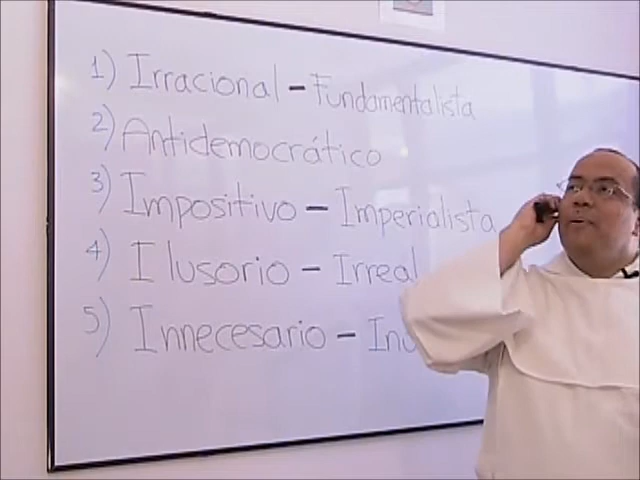 1) Irracional - Fundamentalista
2) Antidemocrático
3) Impositivo - Imperialista
4) Ilusorio - Irreal
5) Innecesario -